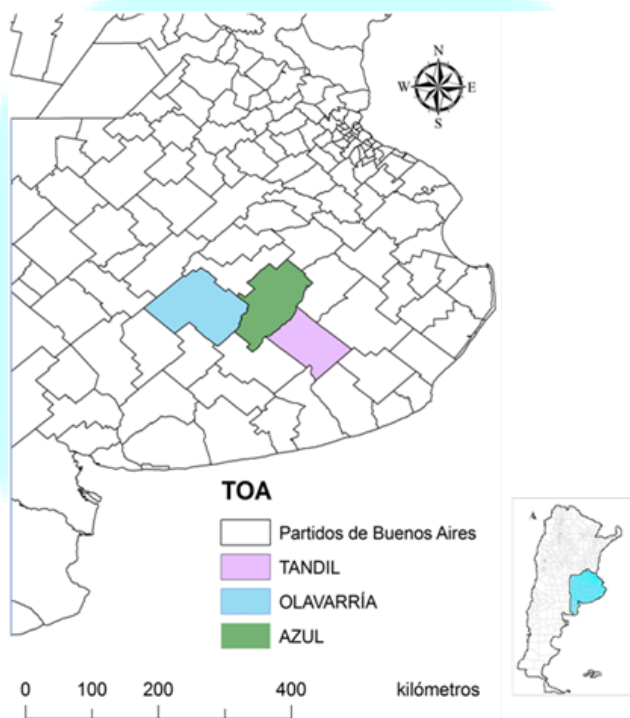 N
W E
S
TOA
Partidos de Buenos Aires
TANDIL
OLAVARRÍA
AZUL
0 100 200 400 kilómetros